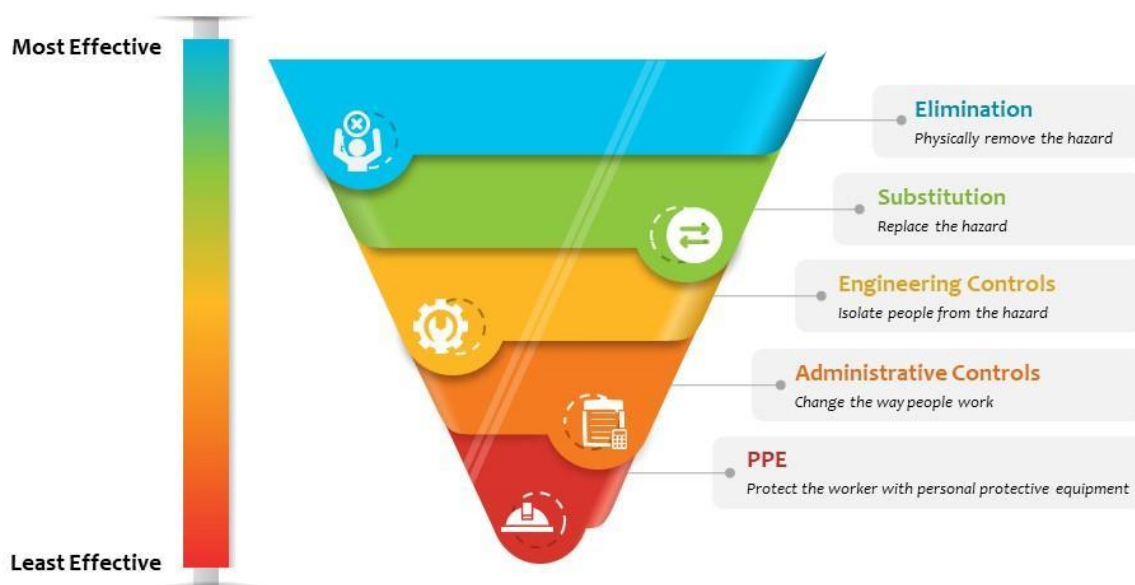 Most Effective
Elimination
Physically remove the hazard
Substitution
Replace the hazard
Engineering Controls
Isolate people from the hazard
Administrative Controls
Change the way people work
PPE
Protect the worker with personal protective equipment
Least Effective